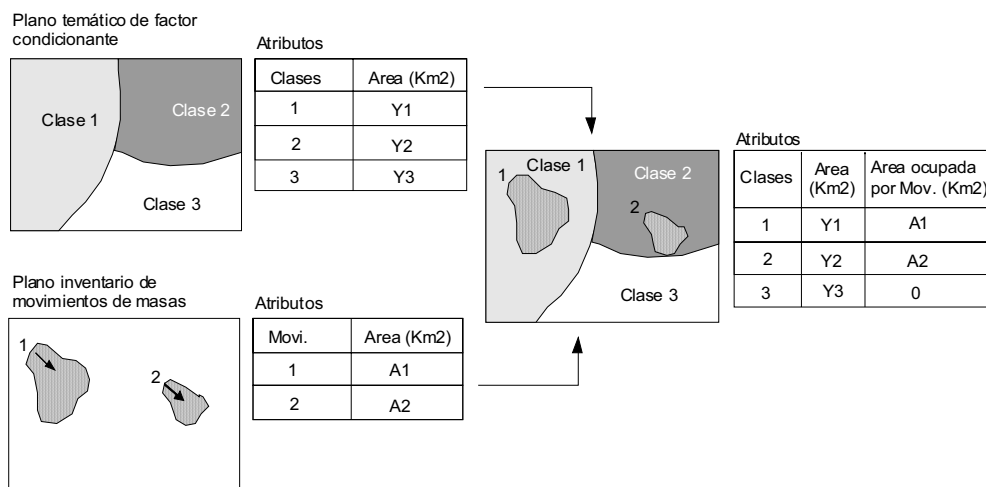 Plano temático de factor
condicionante
Atributos
Clases Area (Km2)
1 Y1
2 Y2
3 Y3
Clase 1
Clase 2
Clase 3
Plano inventario de
movimientos de masas
Atributos
Movi. Area (Km2)
1 A1
2 A2
1
2
1
Clase 1
Clase 2
2
Clase 3
Atributos
Clases Area (Km2) Area ocupada por Mov. (Km2)
1 Y1 A1
2 Y2 A2
3 Y3 0